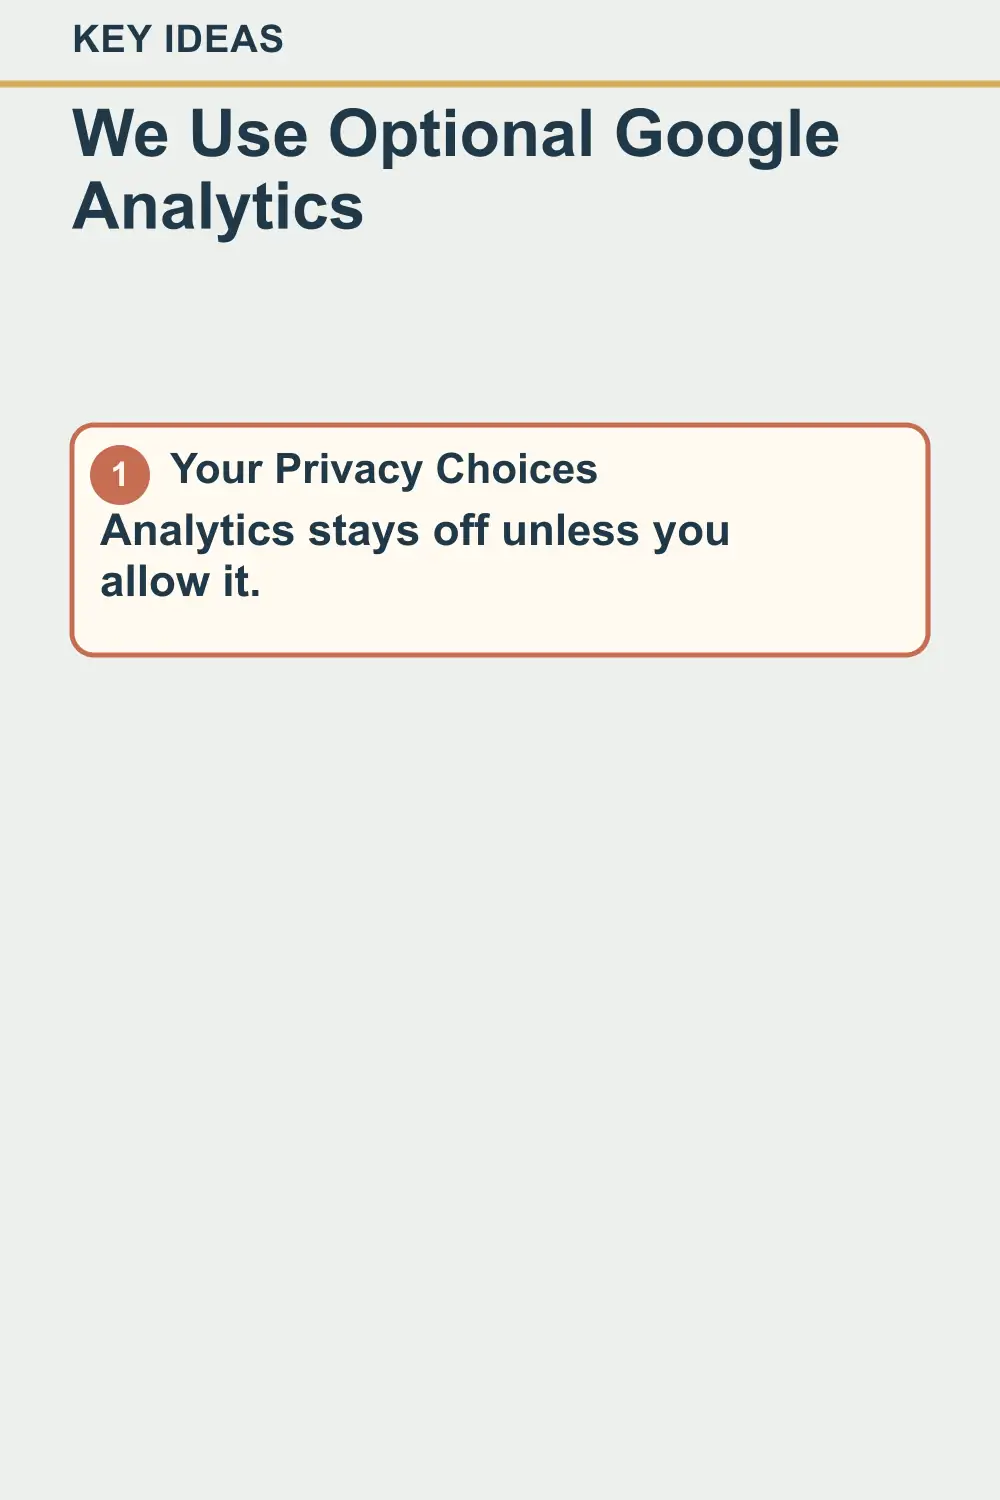 KEY IDEAS
We Use Optional Google
Analytics
1 Your Privacy Choices
Analytics stays off unless you
allow it.